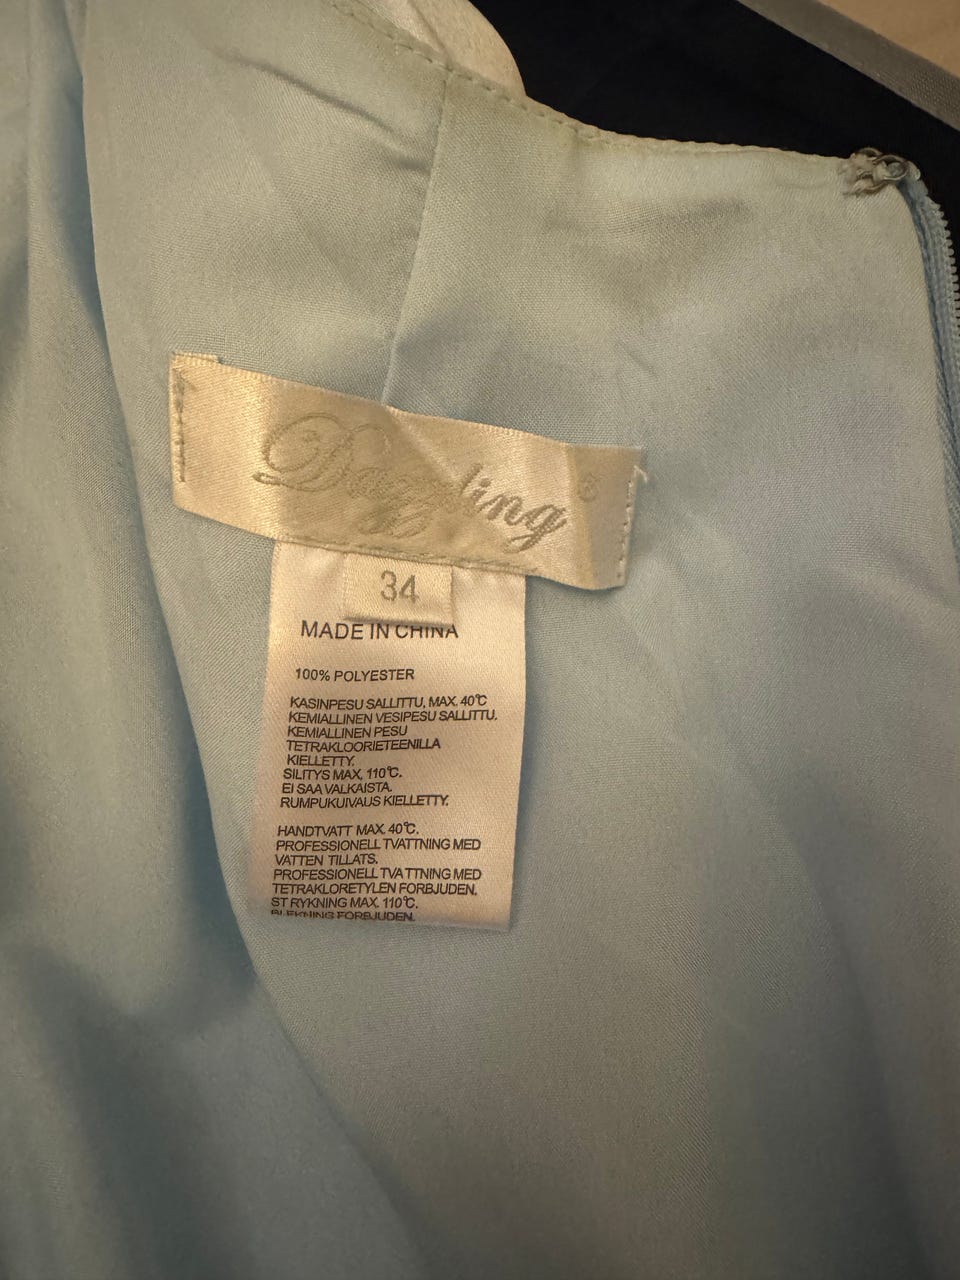 Dazzling ®
34
MADE IN CHINA
100% POLYESTER
KASINPESU SALLITTU, MAX. 40℃
KEMIALLINEN VESIPESU SALLITTU.
KEMIALLINEN PESU
TETRAKLOORIETEENILLA
KIELLETTY.
SILITYS MAX. 110℃.
EI SAA VALKAISTA.
RUMPUKUIVAUS KIELLETTY.
HANDTVATT MAX. 40℃.
PROFESSIONELL TVATTNING MED
VATTEN TILLATS.
PROFESSIONELL TVA TTNING MED
TETRAKLORETYLEN FORBJUDEN.
ST RYKNING MAX. 110℃.
BLEKNING FORBJUDEN.